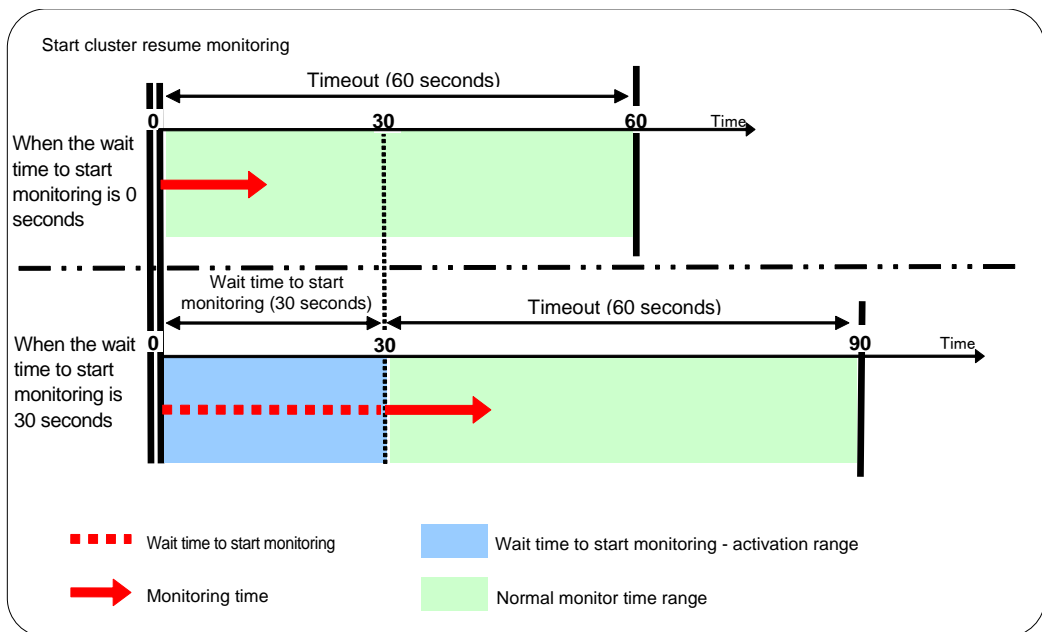 Start cluster resume monitoring
Timeout (60 seconds)
0
30
60
Time
When the wait
time to start
monitoring is 0
seconds
Wait time to start
monitoring (30 seconds)
Timeout (60 seconds)
0
30
90
Time
When the wait
time to start
monitoring is
30 seconds
Wait time to start monitoring
Wait time to start monitoring - activation range
Monitoring time
Normal monitor time range